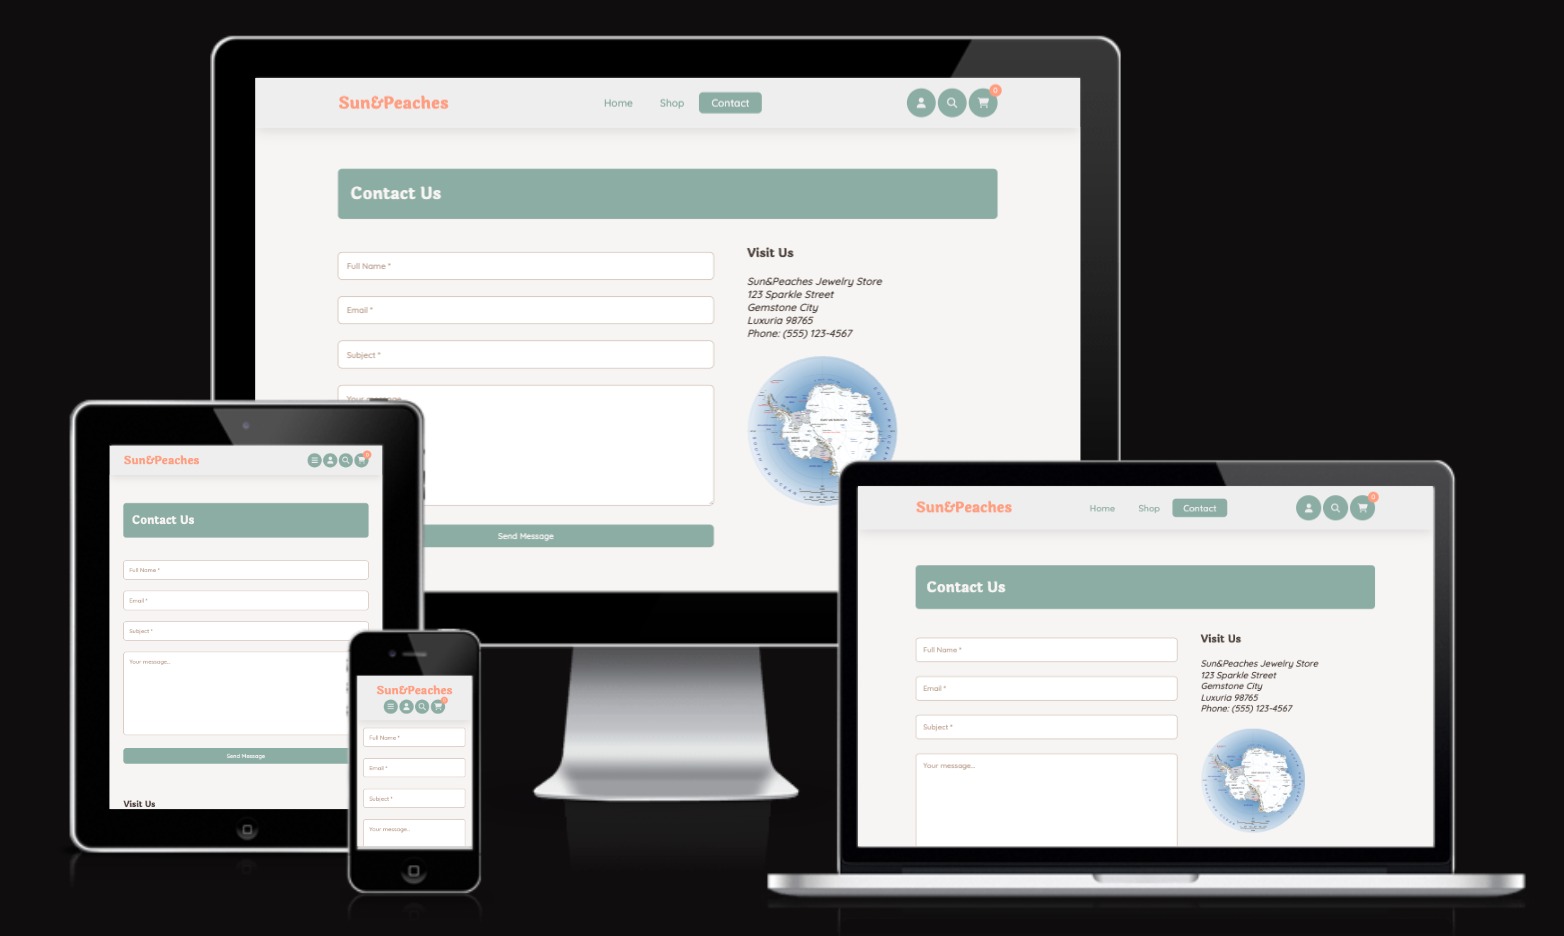 Sun&Peaches
Home
Shop
Contact
0
Contact Us
Full Name *
Email *
Subject *
Your message...
Send Message
Visit Us
Sun&Peaches Jewelry Store
123 Sparkle Street
Gemstone City
Luxuria 98765
Phone: (555) 123-4567
Sun&Peaches
0
Contact Us
Full Name *
Email *
Subject *
Your message...
Send Message
Visit Us
Sun&Peaches
0
Full Name *
Email *
Subject *
Your message...
Sun&Peaches
Home
Shop
Contact
0
Contact Us
Full Name *
Email *
Subject *
Your message...
Visit Us
Sun&Peaches Jewelry Store
123 Sparkle Street
Gemstone City
Luxuria 98765
Phone: (555) 123-4567